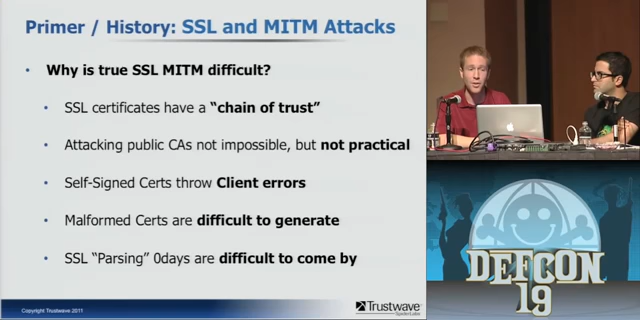 Primer / History: SSL and MITM Attacks
• Why is true SSL MITM difficult?
• SSL certificates have a “chain of trust”
• Attacking public CAs not impossible, but not practical
• Self-Signed Certs throw Client errors
• Malformed Certs are difficult to generate
• SSL “Parsing” 0days are difficult to come by
Copyright Trustwave 2011
Trustwave
SpiderLabs
DEFCON
19